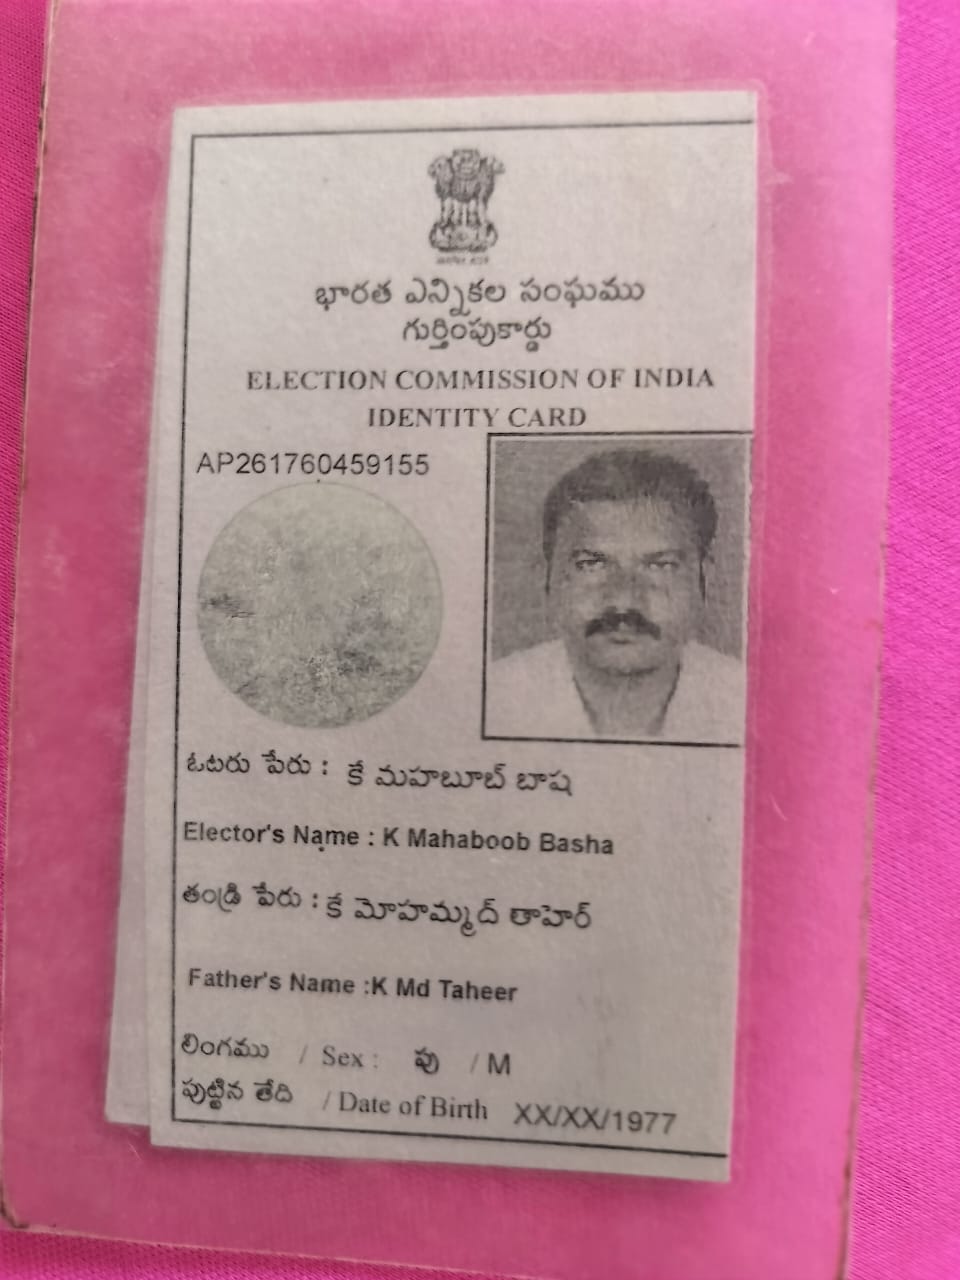 భారత ఎన్నికల సంఘము
గుర్తింపుకార్డు
ELECTION COMMISSION OF INDIA
IDENTITY CARD
AP261760459155
ఓటరు పేరు : కే మహబూబ్ బాష
Elector's Name : K Mahaboob Basha
తండ్రి పేరు : కే మోహమ్మద్ తాహెర్
Father's Name :K Md Taheer
లింగము / Sex : పు / M
పుట్టిన తేది / Date of Birth XX/XX/1977